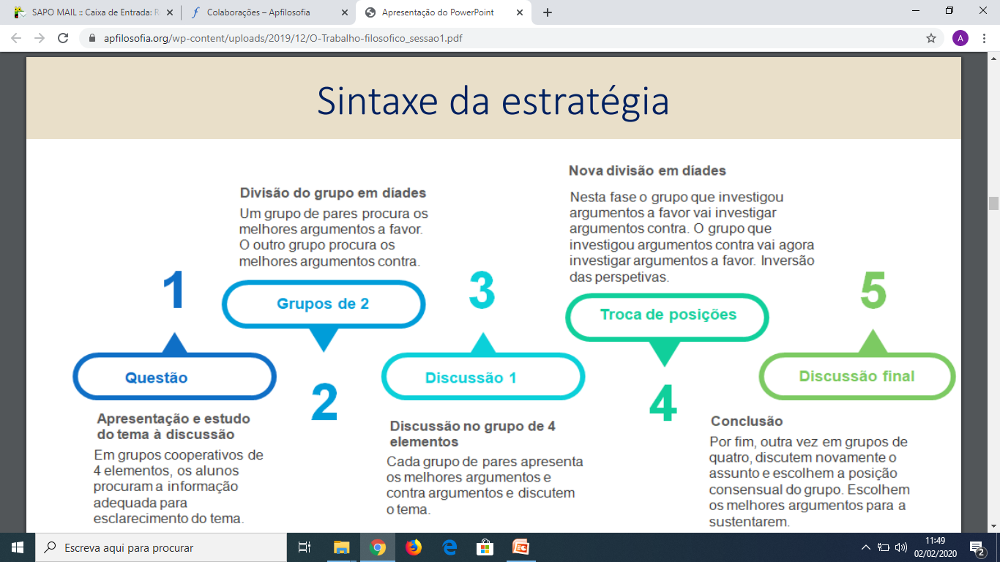 SAPO MAIL :: Caixa de Entrada: R
Colaborações – Apfilosofia
Apresentação do PowerPoint
apfilosofia.org/wp-content/uploads/2019/12/O-Trabalho-filosofico_sessao1.pdf
A
Sintaxe da estratégia
1
Questão
Apresentação e estudo
do tema à discussão
Em grupos cooperativos de
4 elementos, os alunos
procuram a informação
adequada para
esclarecimento do tema.
Divisão do grupo em díades
Um grupo de pares procura os
melhores argumentos a favor.
O outro grupo procura os
melhores argumentos contra.
Grupos de 2
2
3
Discussão 1
Discussão no grupo de 4
elementos
Cada grupo de pares apresenta
os melhores argumentos e
contra argumentos e discutem
o tema.
Nova divisão em díades
Nesta fase o grupo que investigou
argumentos a favor vai investigar
argumentos contra. O grupo que
investigou argumentos contra vai agora
investigar argumentos a favor. Inversão
das perspetivas.
Troca de posições
4
5
Discussão final
Conclusão
Por fim, outra vez em grupos de
quatro, discutem novamente o
assunto e escolhem a posição
consensual do grupo. Escolhem
os melhores argumentos para a
sustentarem.
Escreva aqui para procurar
11:49
02/02/2020
2